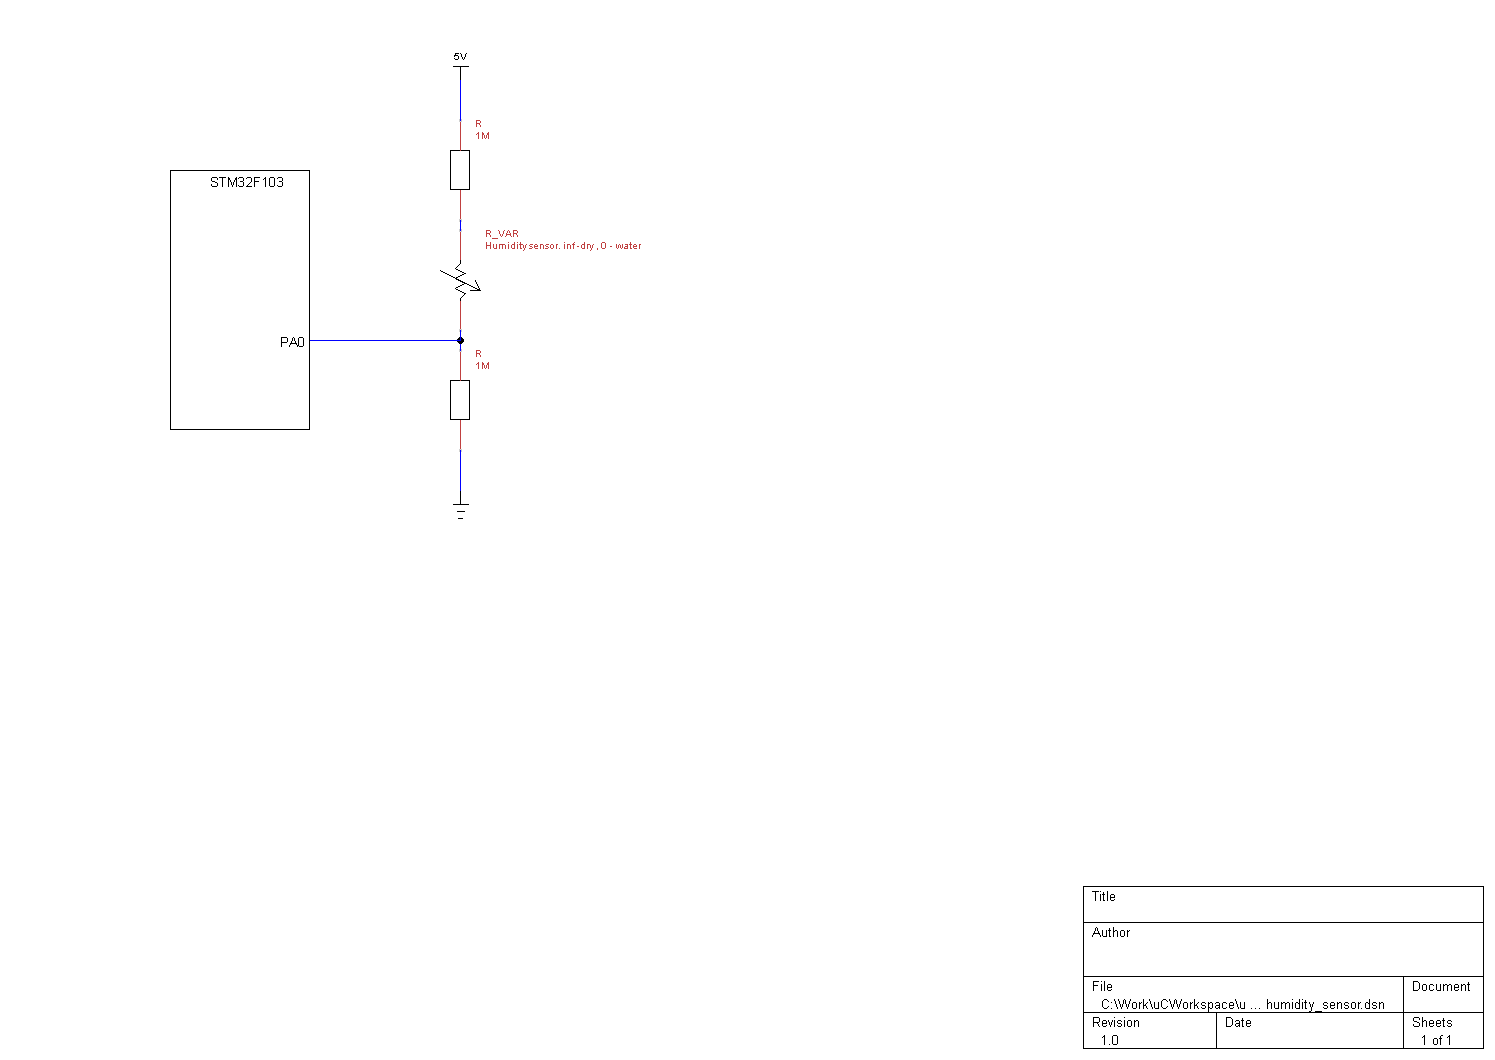 5V
R
1M
STM32F103
R_VAR
Humidity sensor. inf-dry , 0 - water
PA0
R
1M
Title
Author
File
C:\Work\uCWorkspace\u ... humidity_sensor.dsn
Document
Revision
1.0
Date
Sheets
1 of 1